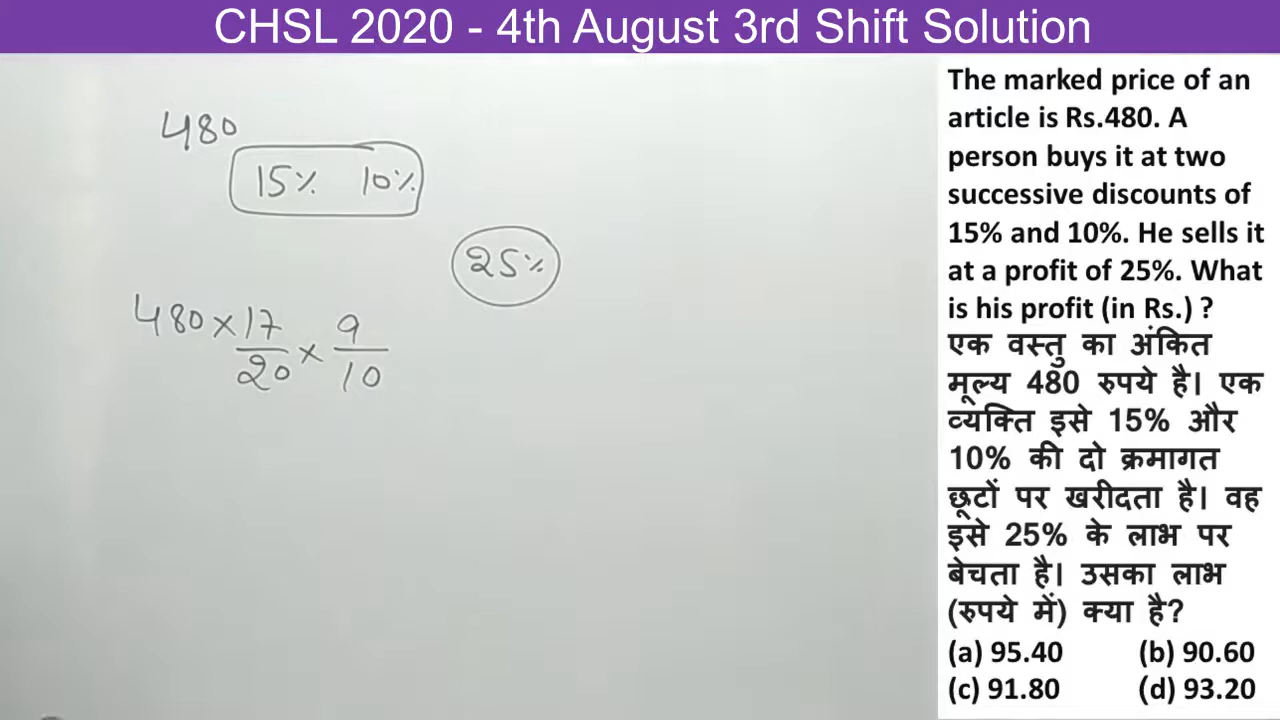 CHSL 2020 - 4th August 3rd Shift Solution
480
15% 10%
25%
480 × 17/20 × 9/10
The marked price of an
article is Rs.480. A
person buys it at two
successive discounts of
15% and 10%. He sells it
at a profit of 25%. What
is his profit (in Rs.) ?
एक वस्तु का अंकित
मूल्य 480 रुपये है। एक
व्यक्ति इसे 15% और
10% की दो क्रमागत
छूटों पर खरीदता है। वह
इसे 25% के लाभ पर
बेचता है। उसका लाभ
(रुपये में) क्या है?
(a) 95.40 (b) 90.60
(c) 91.80 (d) 93.20